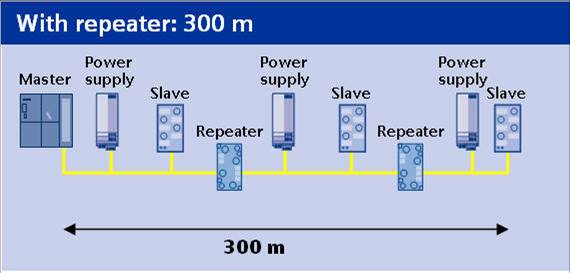 With repeater: 300 m
Master
Power
supply
Slave
Repeater
Power
supply
Slave
Repeater
Power
supply
Slave
300 m